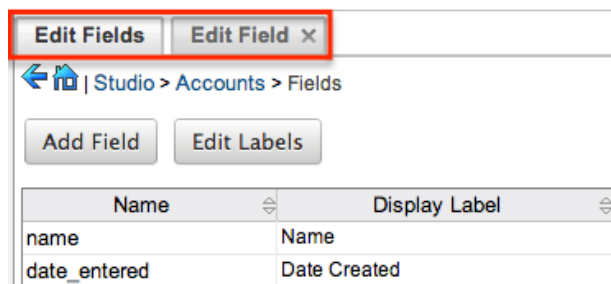 Edit Fields Edit Field ×
| Studio > Accounts > Fields
Add Field Edit Labels
Name Display Label
name Name
date_entered Date Created